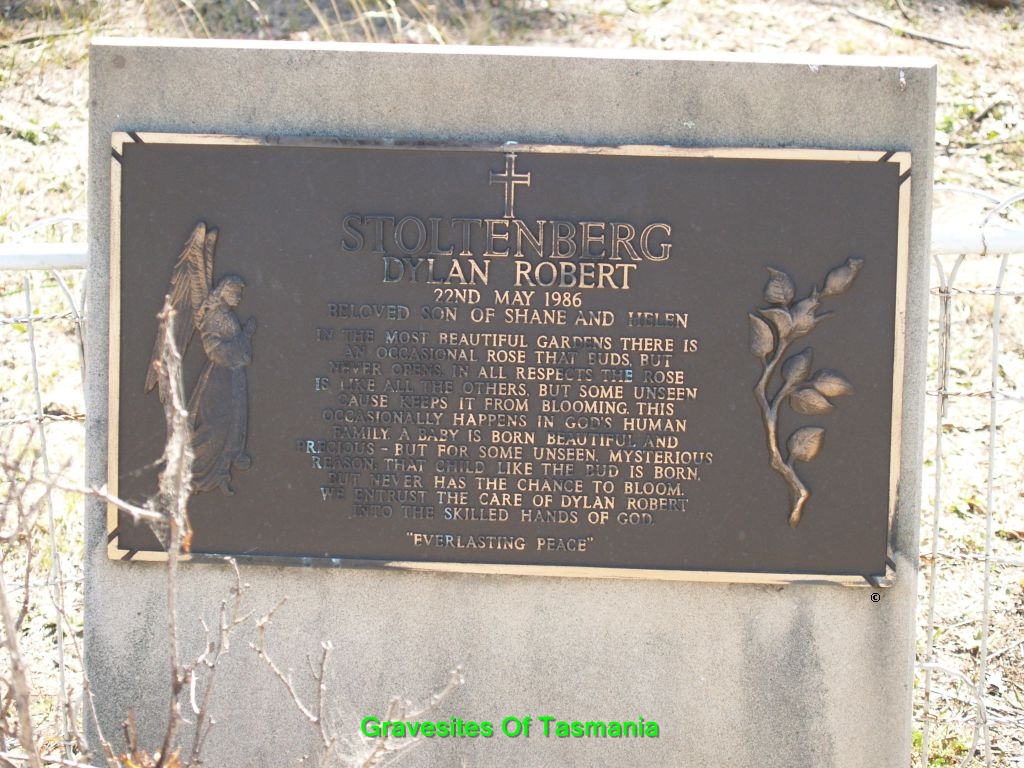 STOLTENBERG
DYLAN ROBERT
22ND MAY 1986
BELOVED SON OF SHANE AND HELEN
IN THE MOST BEAUTIFUL GARDENS THERE IS
AN OCCASIONAL ROSE THAT BUDS, BUT
NEVER OPENS. IN ALL RESPECTS THE ROSE
IS LIKE ALL THE OTHERS, BUT SOME UNSEEN
CAUSE KEEPS IT FROM BLOOMING. THIS
OCCASIONALLY HAPPENS IN GOD'S HUMAN
FAMILY. A BABY IS BORN BEAUTIFUL AND
PRECIOUS - BUT FOR SOME UNSEEN, MYSTERIOUS
REASON, THAT CHILD LIKE THE BUD IS BORN,
BUT NEVER HAS THE CHANCE TO BLOOM.
WE ENTRUST THE CARE OF DYLAN ROBERT
INTO THE SKILLED HANDS OF GOD.
"EVERLASTING PEACE"
©
Gravesites Of Tasmania